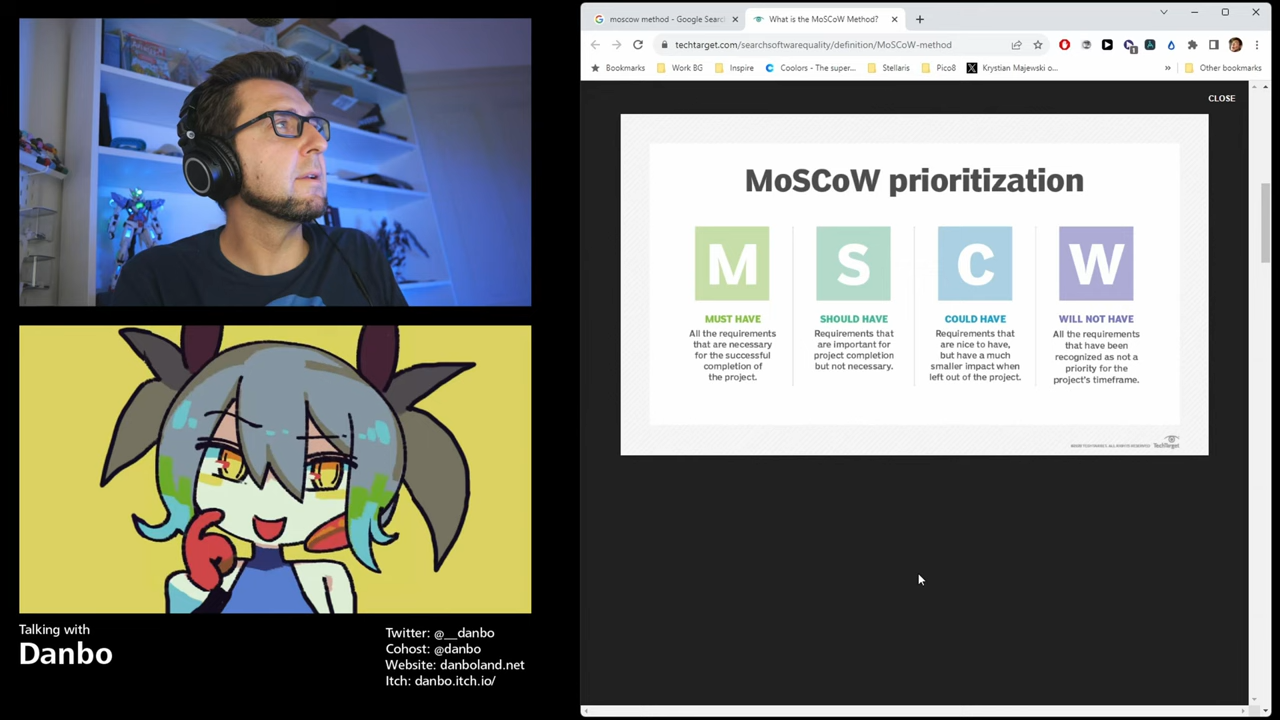 Talking with
Danbo
Twitter: @__danbo
Cohost: @danbo
Website: danboland.net
Itch: danbo.itch.io/
moscow method - Google Searc
What is the MoSCoW Method?
techtarget.com/searchsoftwarequality/definition/MoSCoW-method
Bookmarks
Work BG
Inspire
Coolors - The super...
Stellaris
Pico8
Krystian Majewski o...
Other bookmarks
CLOSE
MoSCoW prioritization
M
MUST HAVE
All the requirements
that are necessary
for the successful
completion of
the project.
S
SHOULD HAVE
Requirements that
are important for
project completion
but not necessary.
C
COULD HAVE
Requirements that
are nice to have,
but have a much
smaller impact when
left out of the project.
W
WILL NOT HAVE
All the requirements
that have been
recognized as not a
priority for the
project's timeframe.
TechTarget